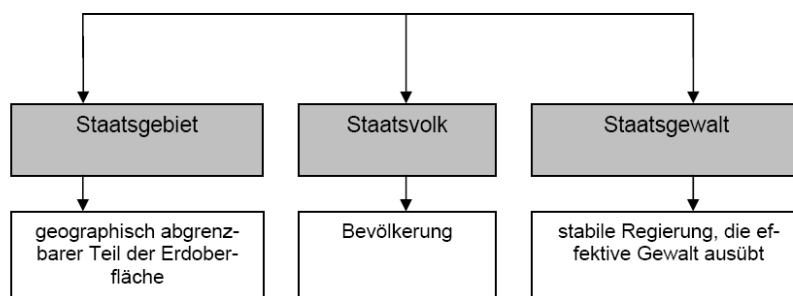 Staatsgebiet
Staatsvolk
Staatsgewalt
geographisch abgrenz-
barer Teil der Erdober-
fläche
Bevölkerung
stabile Regierung, die ef-
fektive Gewalt ausübt